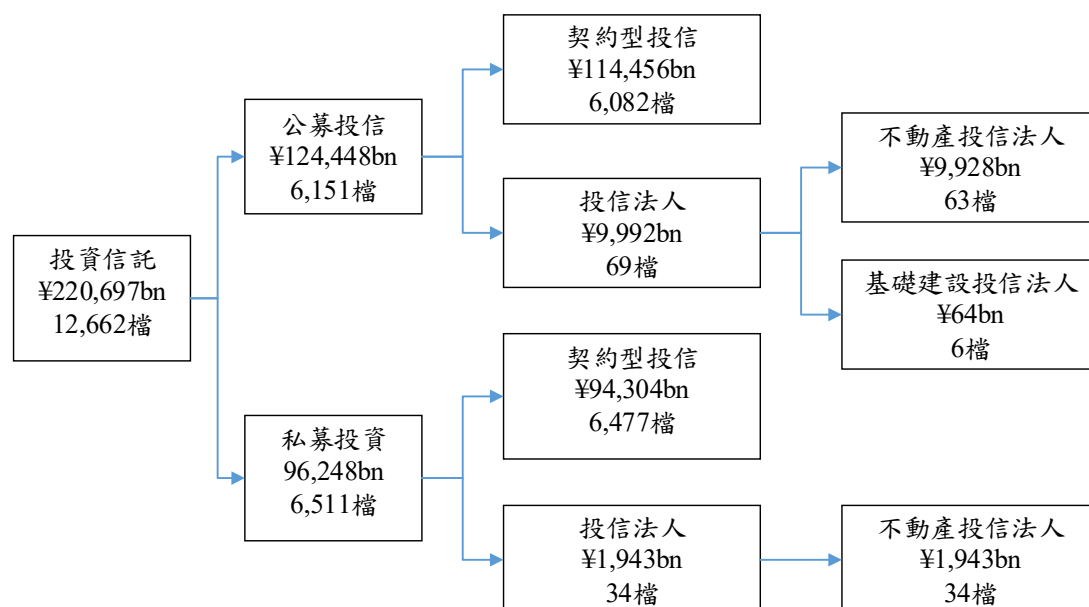 投資信託
¥220,697bn
12,662檔
公募投信
¥124,448bn
6,151檔
私募投資
96,248bn
6,511檔
契約型投信
¥114,456bn
6,082檔
投信法人
¥9,992bn
69檔
契約型投信
¥94,304bn
6,477檔
投信法人
¥1,943bn
34檔
不動產投信法人
¥9,928bn
63檔
基礎建設投信法人
¥64bn
6檔
不動產投信法人
¥1,943bn
34檔